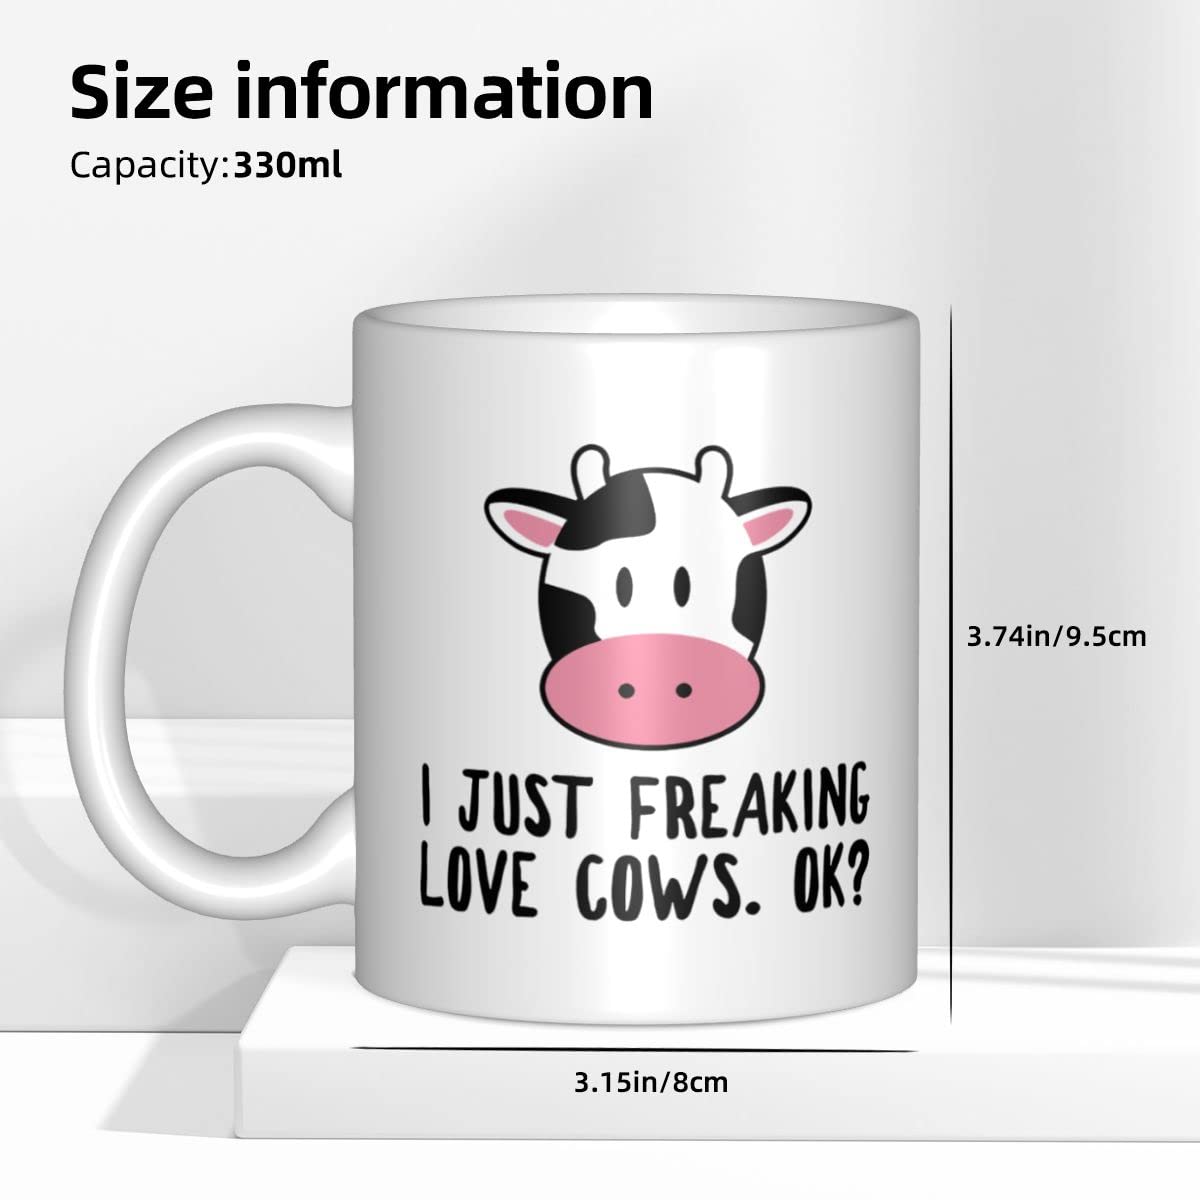 Size information
Capacity:330ml
3.74in/9.5cm
I JUST FREAKING
LOVE COWS. OK?
3.15in/8cm